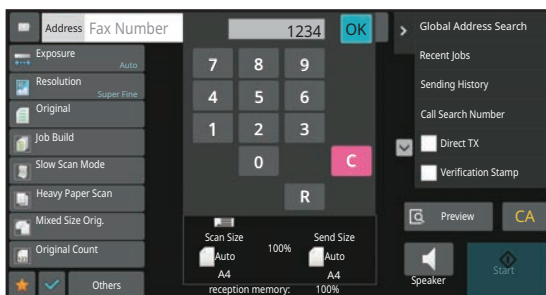 Address Fax Number
1234 OK
Exposure
Auto
Resolution
Super Fine
Original
Job Build
Slow Scan Mode
Heavy Paper Scan
Mixed Size Orig.
Original Count
Others
7 8 9
4 5 6
1 2 3
0 C
R
Scan Size
Auto
A4
100%
Send Size
Auto
A4
reception memory: 100%
Global Address Search
Recent Jobs
Sending History
Call Search Number
Direct TX
Verification Stamp
Preview CA
Speaker
Start